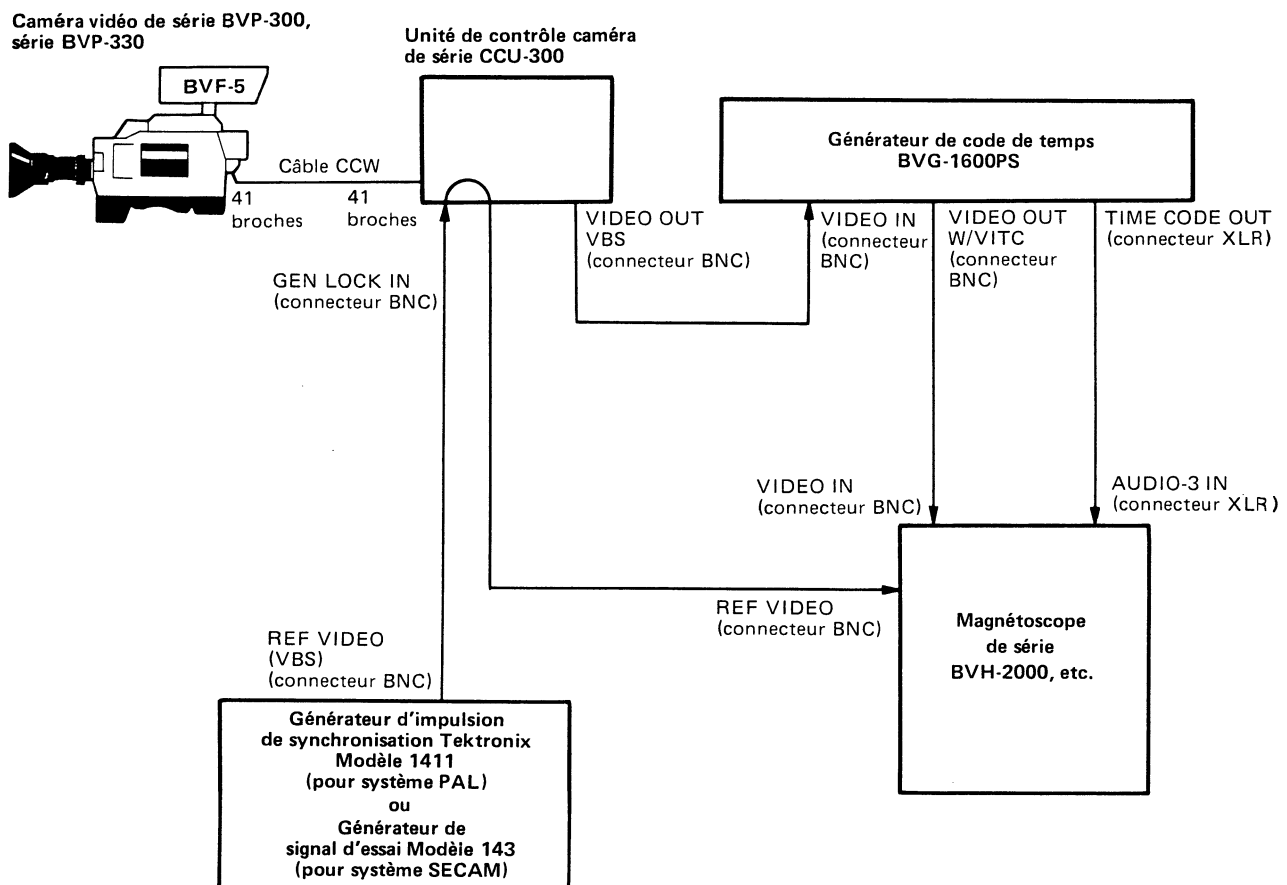 Caméra vidéo de série BVP-300,
série BVP-330
BVF-5
Câble CCW
41
broches
41
broches
Unité de contrôle caméra
de série CCU-300
Générateur de code de temps
BVG-1600PS
GEN LOCK IN
(connecteur BNC)
VIDEO OUT
VBS
(connecteur BNC)
VIDEO IN
(connecteur
BNC)
VIDEO OUT
W/VITC
(connecteur
BNC)
TIME CODE OUT
(connecteur XLR)
VIDEO IN
(connecteur BNC)
AUDIO-3 IN
(connecteur XLR)
REF VIDEO
(connecteur BNC)
Magnétoscope
de série
BVH-2000, etc.
REF VIDEO
(VBS)
(connecteur BNC)
Générateur d'impulsion
de synchronisation Tektronix
Modèle 1411
(pour système PAL)
ou
Générateur de
signal d'essai Modèle 143
(pour système SECAM)